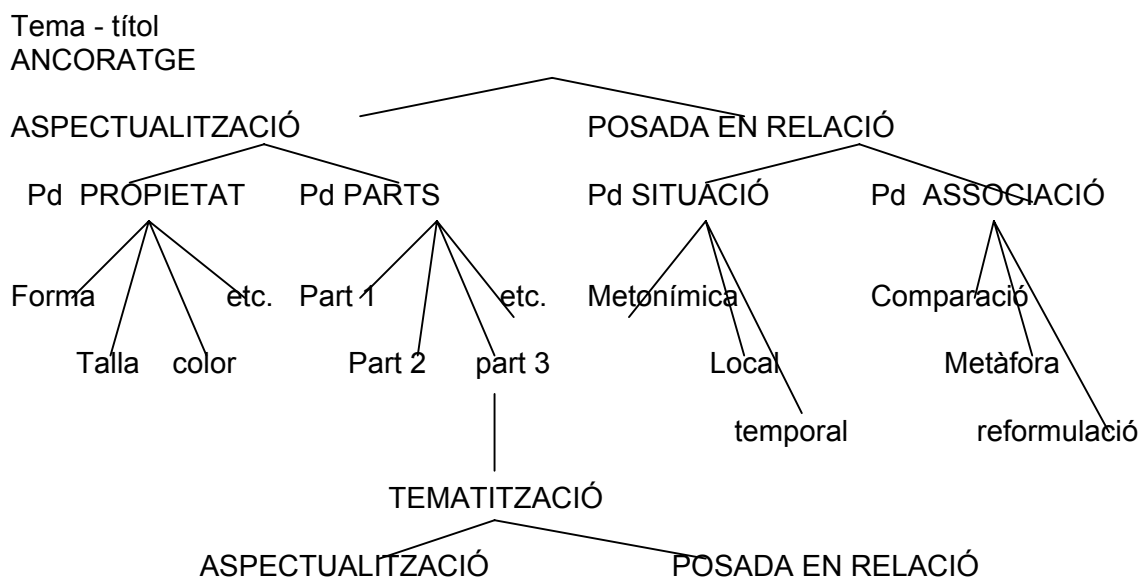 Tema - títol
ANCORATGE
ASPECTUALITZACIÓ POSADA EN RELACIÓ
Pd PROPIETAT Pd PARTS Pd SITUACIÓ Pd ASSOCIACIÓ
Forma etc. Part 1 etc. Metonímica Comparació
Talla color Part 2 part 3 Local Metàfora
temporal reformulació
TEMATITZACIÓ
ASPECTUALITZACIÓ POSADA EN RELACIÓ